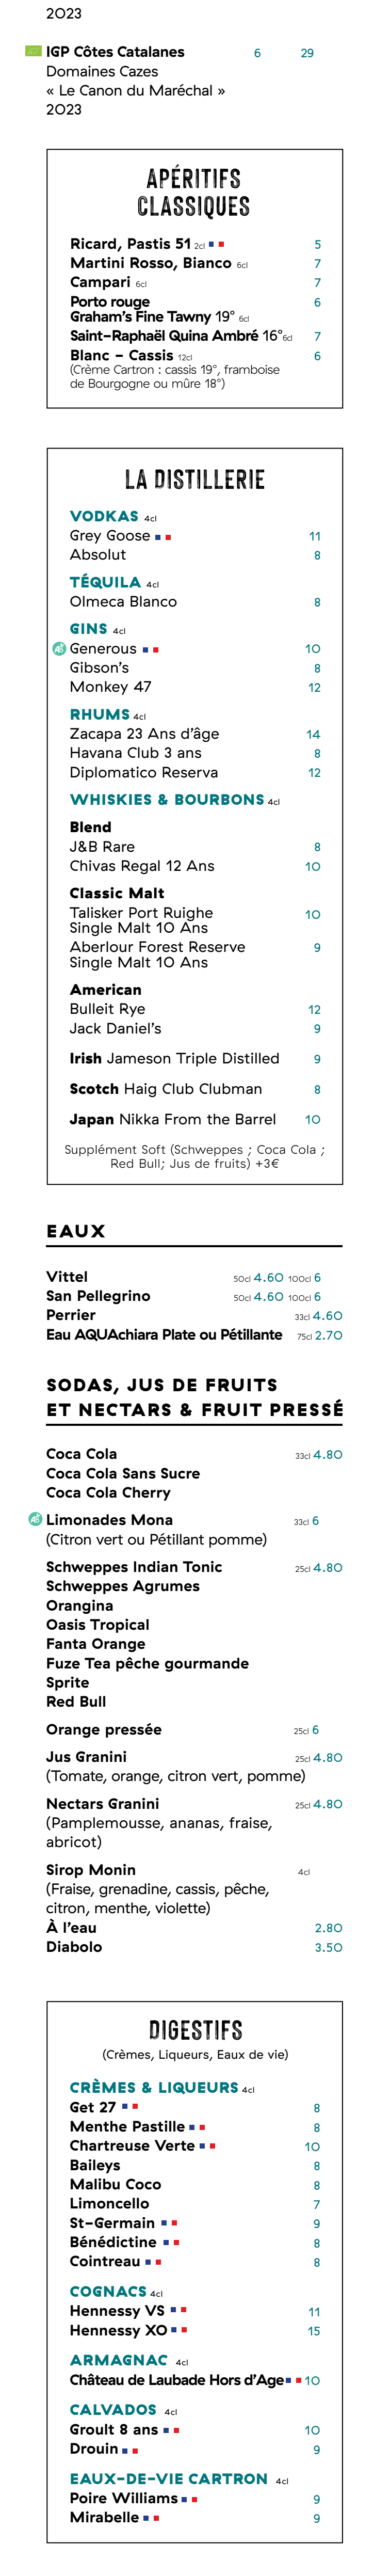 2023
IGP Côtes Catalanes 6 29
Domaines Cazes
« Le Canon du Maréchal »
2023
APÉRITIFS
CLASSIQUES
Ricard, Pastis 51 2cl 5
Martini Rosso, Bianco 6cl 7
Campari 6cl 7
Porto rouge 6
Graham's Fine Tawny 19° 6cl
Saint-Raphaël Quina Ambré 16° 6cl 7
Blanc - Cassis 12cl 6
(Crème Cartron : cassis 19°, framboise
de Bourgogne ou mûre 18°)
LA DISTILLERIE
VODKAS 4cl
Grey Goose 11
Absolut 8
TÉQUILA 4cl
Olmeca Blanco 8
GINS 4cl
Generous 10
Gibson's 8
Monkey 47 12
RHUMS 4cl
Zacapa 23 Ans d'âge 14
Havana Club 3 ans 8
Diplomatico Reserva 12
WHISKIES & BOURBONS 4cl
Blend
J&B Rare 8
Chivas Regal 12 Ans 10
Classic Malt
Talisker Port Ruighe 10
Single Malt 10 Ans
Aberlour Forest Reserve 9
Single Malt 10 Ans
American
Bulleit Rye 12
Jack Daniel's 9
Irish Jameson Triple Distilled 9
Scotch Haig Club Clubman 8
Japan Nikka From the Barrel 10
Supplément Soft (Schweppes ; Coca Cola ;
Red Bull; Jus de fruits) +3€
EAUX
Vittel 50cl 4.60 100cl 6
San Pellegrino 50cl 4.60 100cl 6
Perrier 33cl 4.60
Eau AQUAchiara Plate ou Pétillante 75cl 2.70
SODAS, JUS DE FRUITS
ET NECTARS & FRUIT PRESSÉ
Coca Cola 33cl 4.80
Coca Cola Sans Sucre
Coca Cola Cherry
Limonades Mona 33cl 6
(Citron vert ou Pétillant pomme)
Schweppes Indian Tonic 25cl 4.80
Schweppes Agrumes
Orangina
Oasis Tropical
Fanta Orange
Fuze Tea pêche gourmande
Sprite
Red Bull
Orange pressée 25cl 6
Jus Granini 25cl 4.80
(Tomate, orange, citron vert, pomme)
Nectars Granini 25cl 4.80
(Pamplemousse, ananas, fraise,
abricot)
Sirop Monin 4cl
(Fraise, grenadine, cassis, pêche,
citron, menthe, violette)
À l'eau 2.80
Diabolo 3.50
DIGESTIFS
(Crèmes, Liqueurs, Eaux de vie)
CRÈMES & LIQUEURS 4cl
Get 27 8
Menthe Pastille 8
Chartreuse Verte 10
Baileys 8
Malibu Coco 8
Limoncello 7
St-Germain 9
Bénédictine 8
Cointreau 8
COGNACS 4cl
Hennessy VS 11
Hennessy XO 15
ARMAGNAC 4cl
Château de Laubade Hors d'Age 10
CALVADOS 4cl
Groult 8 ans 10
Drouin 9
EAUX-DE-VIE CARTRON 4cl
Poire Williams 9
Mirabelle 9